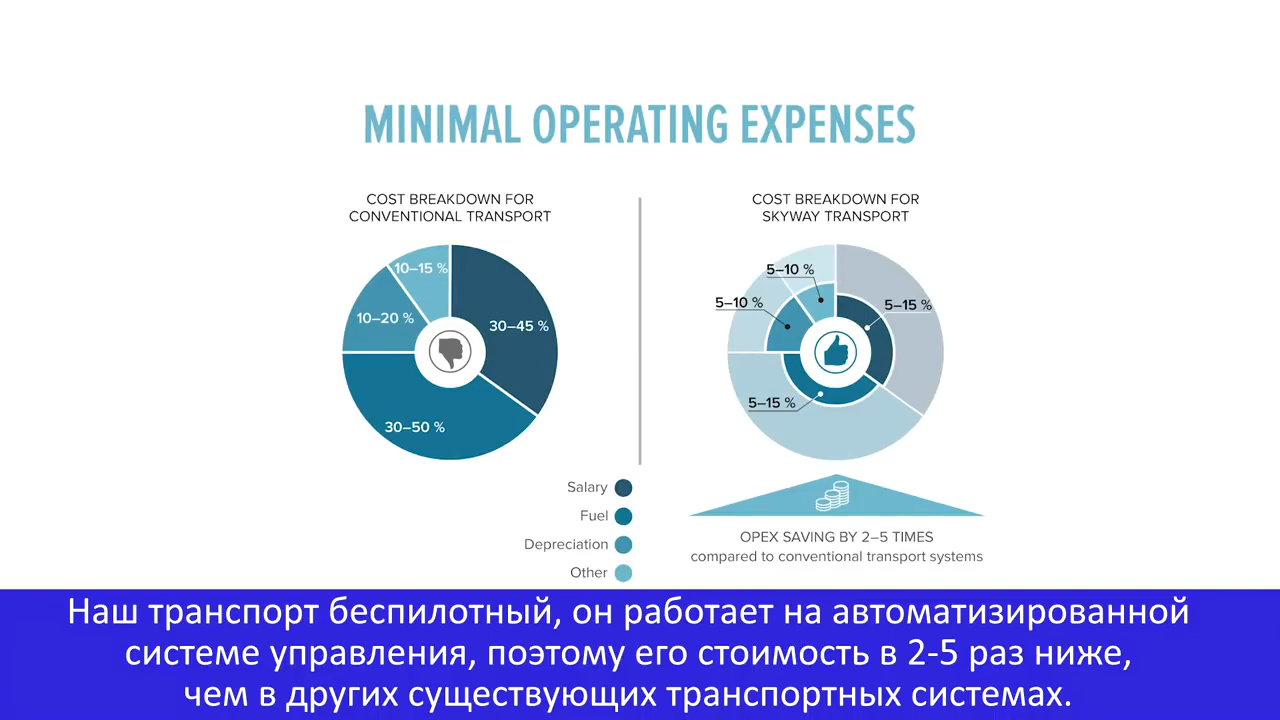 MINIMAL OPERATING EXPENSES
COST BREAKDOWN FOR
CONVENTIONAL TRANSPORT
10–15 %
10–20 %
30–45 %
30–50 %
COST BREAKDOWN FOR
SKYWAY TRANSPORT
5–10 %
5–10 %
5–15 %
5–15 %
Salary
Fuel
Depreciation
Other
OPEX SAVING BY 2–5 TIMES
compared to conventional transport systems
Наш транспорт беспилотный, он работает на автоматизированной
системе управления, поэтому его стоимость в 2-5 раз ниже,
чем в других существующих транспортных системах.